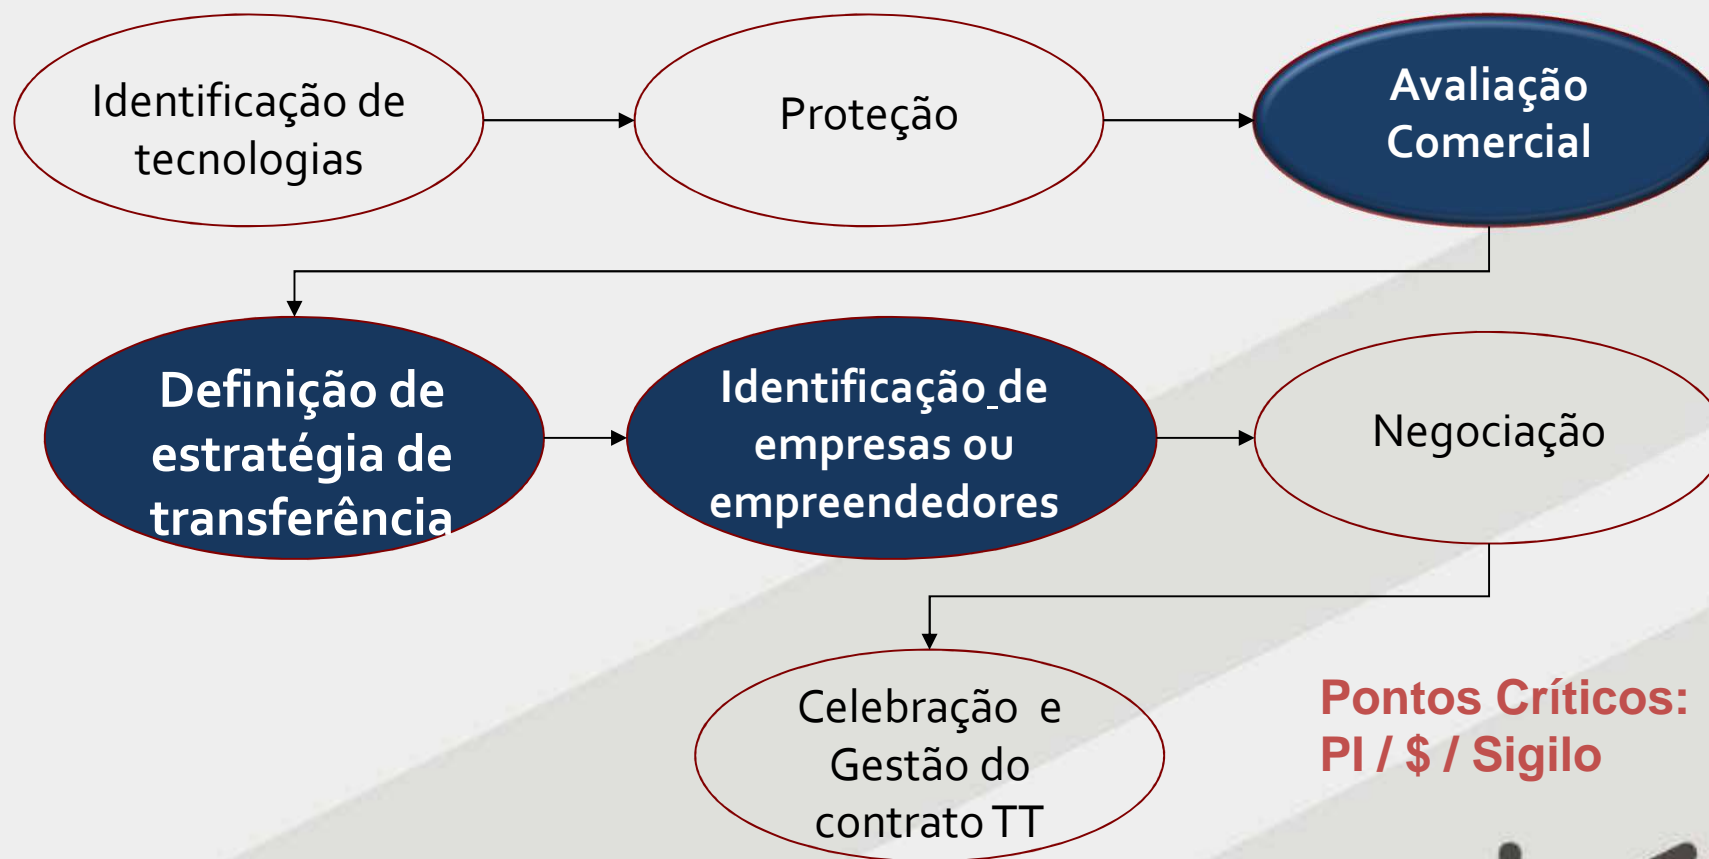 Identificação de
tecnologias
Proteção
Avaliação
Comercial
Definição de
estratégia de
transferência
Identificação de
empresas ou
empreendedores
Negociação
Celebração e
Gestão do
contrato TT
Pontos Críticos:
PI / $ / Sigilo